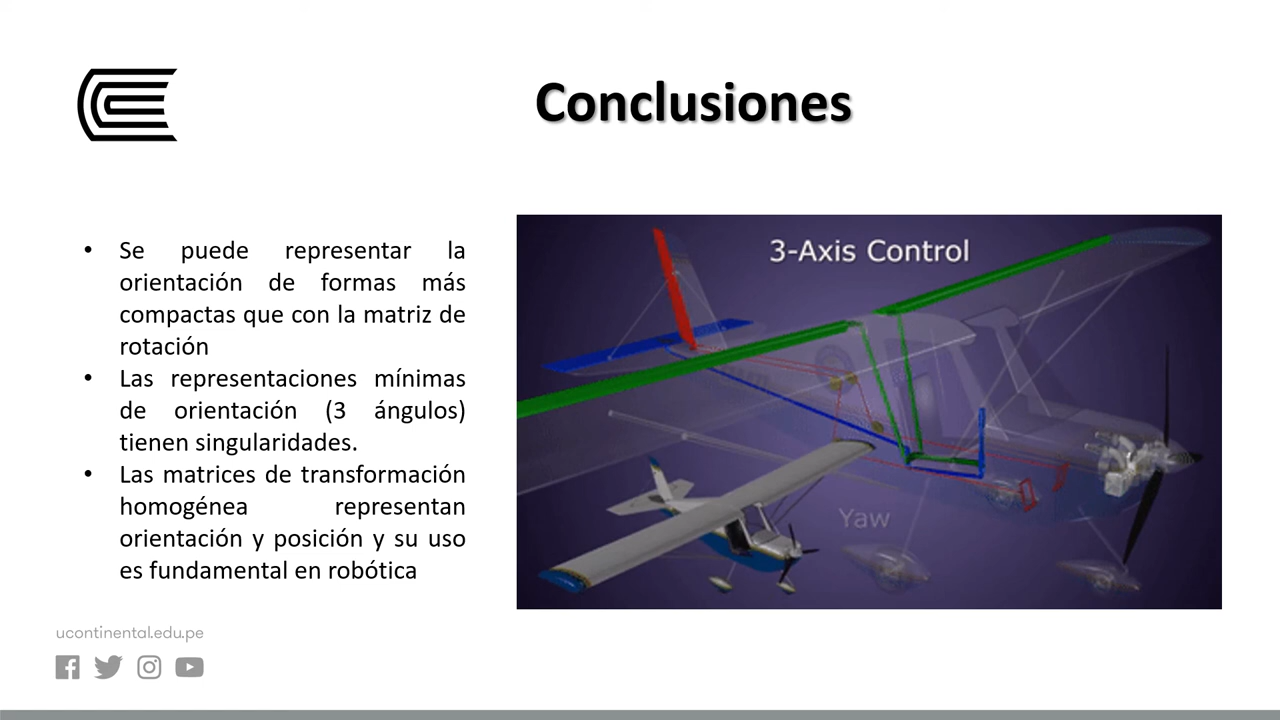 Conclusiones
• Se puede representar la
orientación de formas más
compactas que con la matriz de
rotación
• Las representaciones mínimas
de orientación (3 ángulos)
tienen singularidades.
• Las matrices de transformación
homogénea representan
orientación y posición y su uso
es fundamental en robótica
3-Axis Control
Yaw
ucontinental.edu.pe